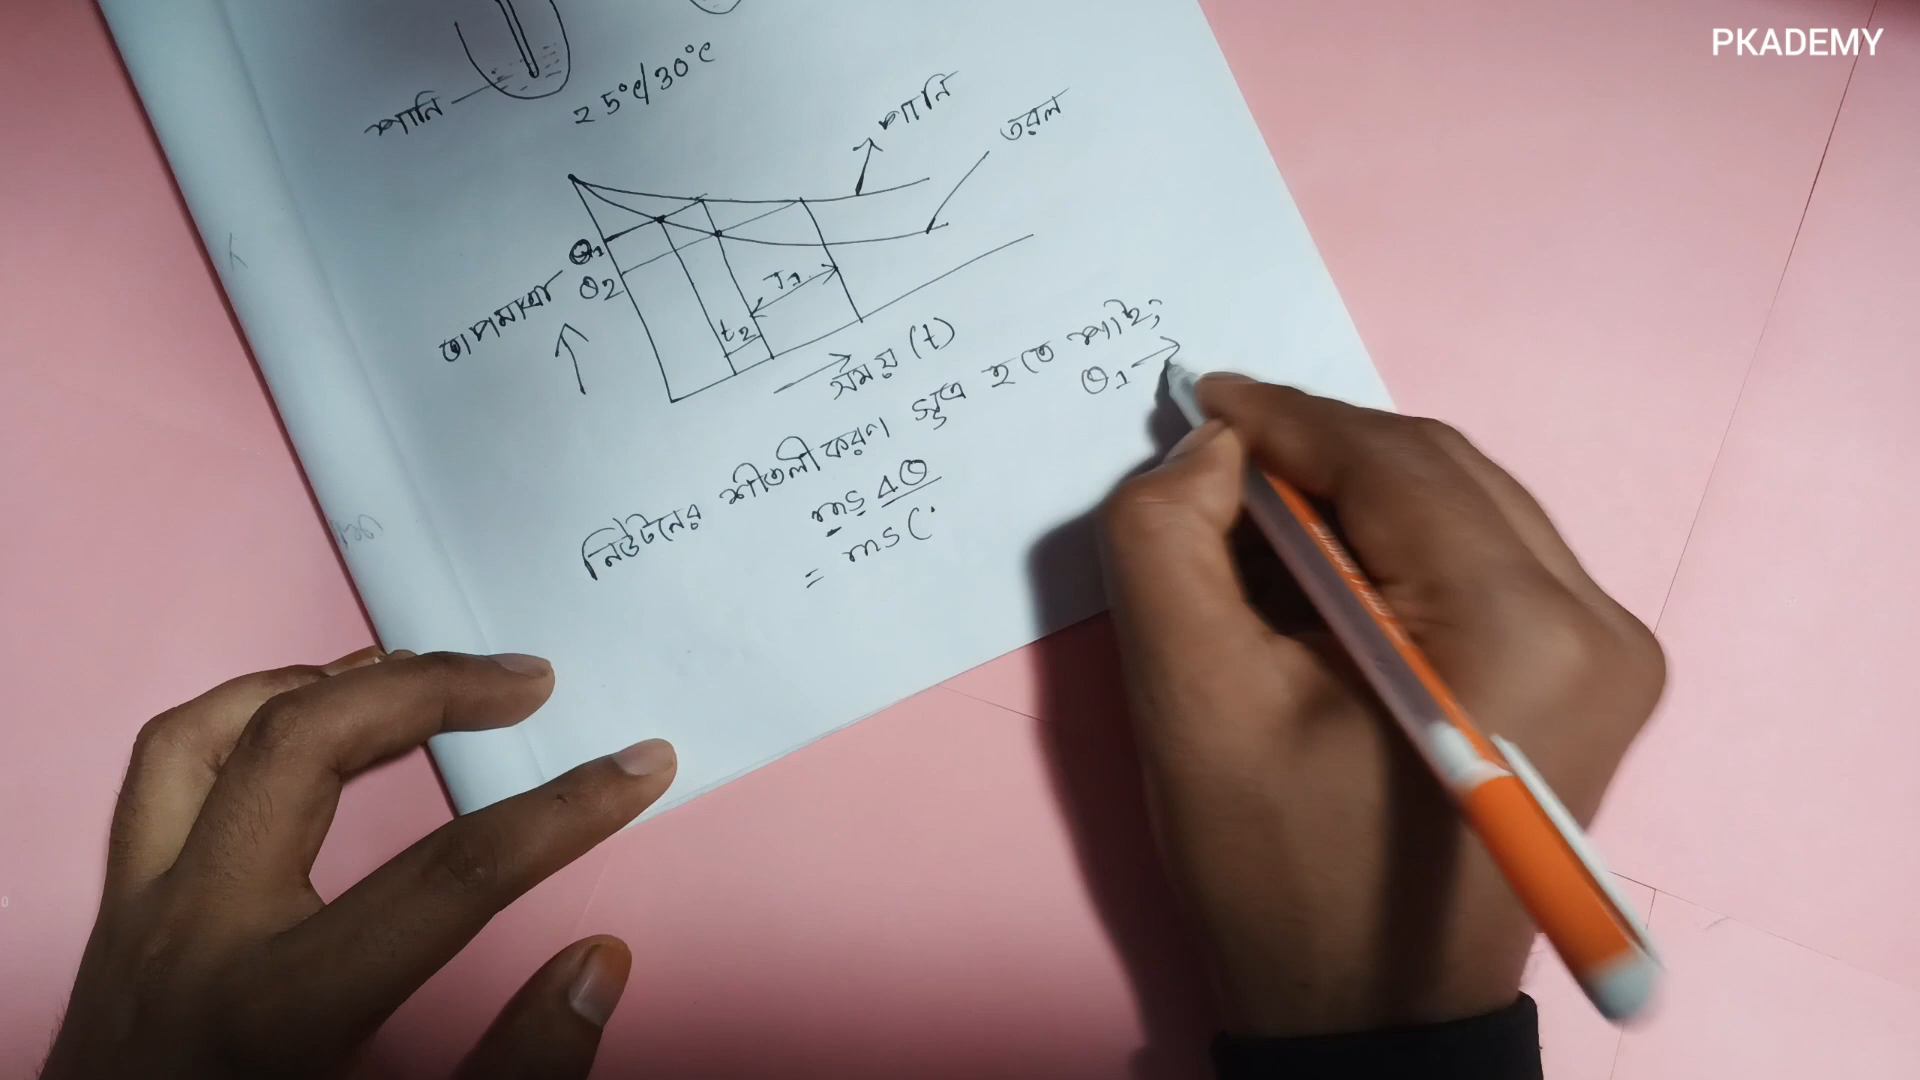 PKADEMY
পানি
25°c/30°c
পানি
তরল
θ1
θ2
তাপমাত্রা
T1
t2
সময় (t)
নিউটনের শীতলীকরণ সূত্র হতে পাই;
θ1 →
ms Δθ
= ms (